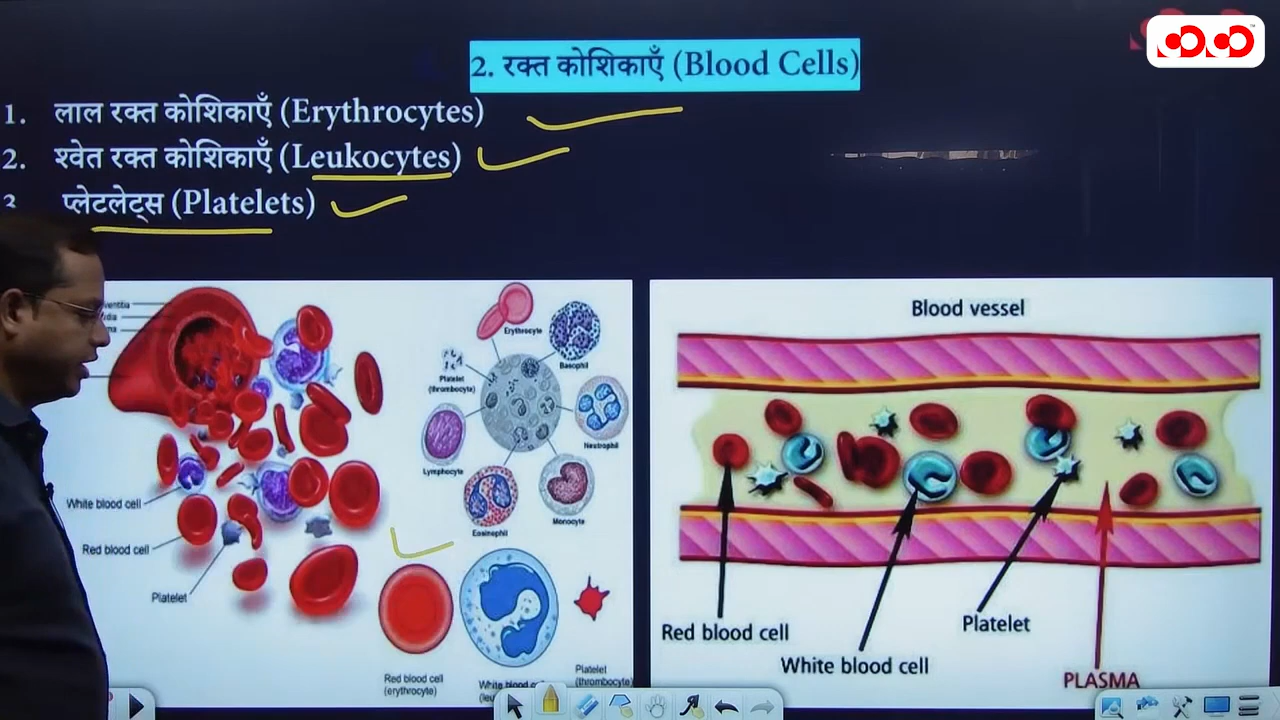 2. रक्त कोशिकाएँ (Blood Cells)
1. लाल रक्त कोशिकाएँ (Erythrocytes)
2. श्वेत रक्त कोशिकाएँ (Leukocytes)
प्लेटलेट्स (Platelets)
Erythrocyte
Basophil
Platelet
(thrombocyte)
Neutrophil
Lymphocyte
Monocyte
Eosinophil
White blood cell
Red blood cell
Platelet
Red blood cell
(erythrocyte)
White blood
Platelet
(thrombocyte)
Blood vessel
Red blood cell
White blood cell
Platelet
PLASMA